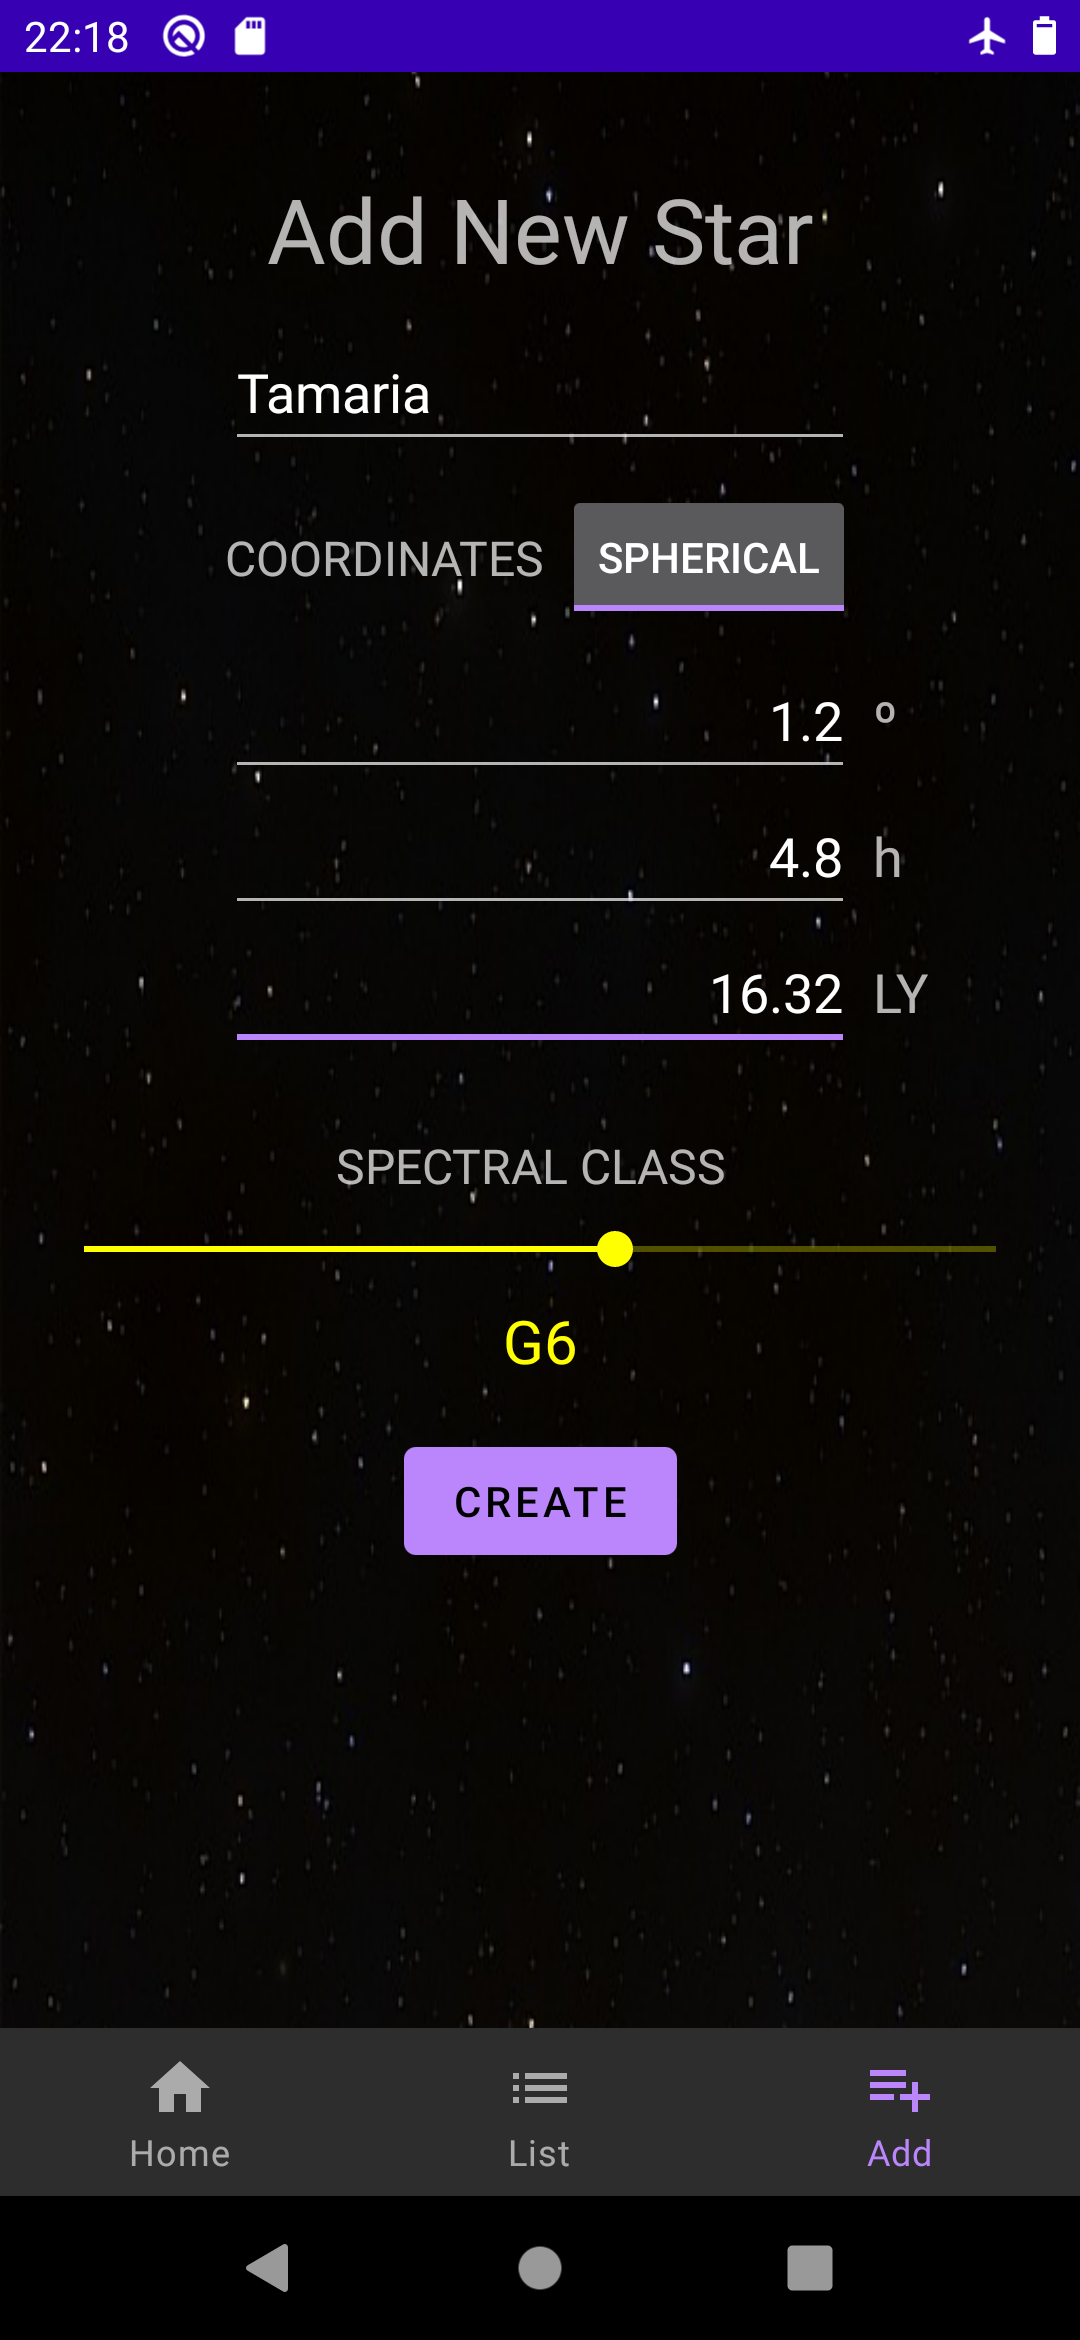 22:18
Add New Star
Tamaria
COORDINATES SPHERICAL
1.2 º
4.8 h
16.32 LY
SPECTRAL CLASS
G6
CREATE
Home List Add